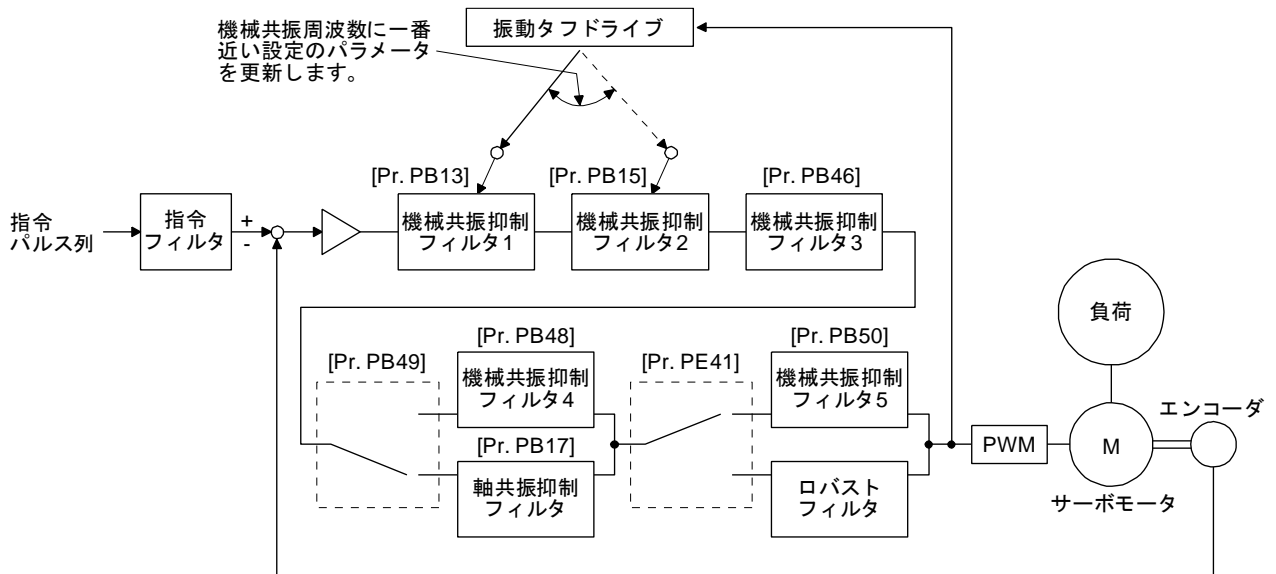 機械共振周波数に一番
近い設定のパラメータ
を更新します。
振動タフドライブ
[Pr. PB13]
[Pr. PB15]
[Pr. PB46]
指令
パルス列
指令
フィルタ
+
-
機械共振抑制
フィルタ1
機械共振抑制
フィルタ2
機械共振抑制
フィルタ3
負荷
[Pr. PB49]
[Pr. PB48]
機械共振抑制
フィルタ4
[Pr. PB17]
軸共振抑制
フィルタ
[Pr. PE41]
[Pr. PB50]
機械共振抑制
フィルタ5
ロバスト
フィルタ
PWM
M
サーボモータ
エンコーダ